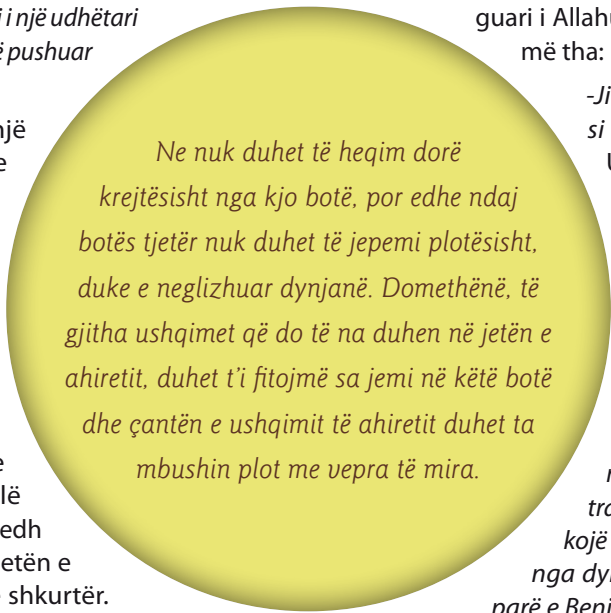 i një udhëtari
pushuar
një
e
e
lë
edh
etën e
shkurtër.
Ne nuk duhet të heqim dorë
krejtësisht nga kjo botë, por edhe ndaj
botës tjetër nuk duhet të jepemi plotësisht,
duke e neglizhuar dynjanë. Domethënë, të
gjitha ushqimet që do të na duhen në jetën e
ahiretit, duhet t’i fitojmë sa jemi në këtë botë
dhe çantën e ushqimit të ahiretit duhet ta
mbushin plot me vepra të mira.
guari i Allahu
më tha:
-Ji
si
kojë
nga dy
parë e Beni